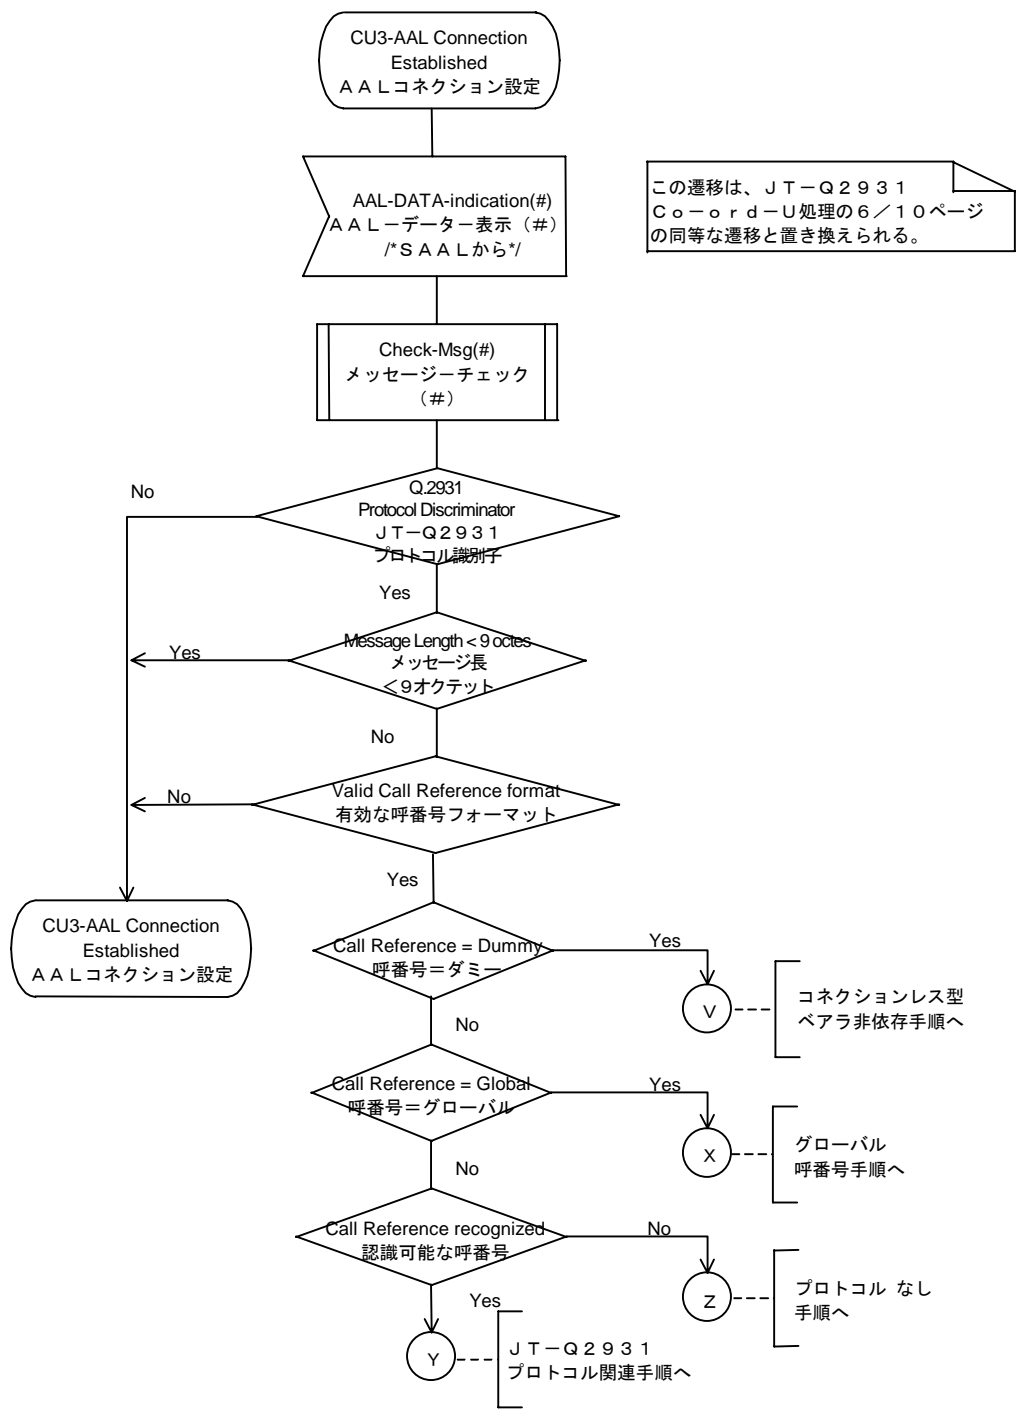 CU3-AAL Connection
Established
ＡＡＬコネクション設定
AAL-DATA-indication(#)
ＡＡＬ－データ－表示（＃）
/*ＳＡＡＬから*/
この遷移は、ＪＴ－Ｑ２９３１
Ｃｏ－ｏｒｄ－Ｕ処理の６／１０ページ
の同等な遷移と置き換えられる。
Check-Msg(#)
メッセージ－チェック
（＃）
Q.2931
Protocol Discriminator
ＪＴ－Ｑ２９３１
プロトコル識別子
No
Yes
Message Length < 9 octes
メッセージ長
＜９オクテット
Yes
No
Valid Call Reference format
有効な呼番号フォーマット
No
Yes
CU3-AAL Connection
Established
ＡＡＬコネクション設定
Call Reference = Dummy
呼番号＝ダミー
Yes
Ｖ
コネクションレス型
ベアラ非依存手順へ
No
Call Reference = Global
呼番号＝グローバル
Yes
Ｘ
グローバル
呼番号手順へ
No
Call Reference recognized
認識可能な呼番号
No
Ｚ
プロトコル なし
手順へ
Yes
Ｙ
ＪＴ－Ｑ２９３１
プロトコル関連手順へ